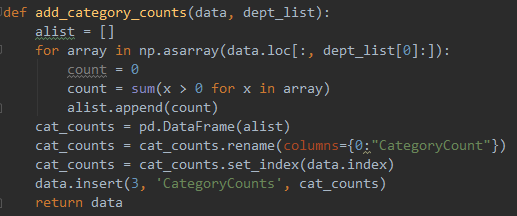 def add_category_counts(data, dept_list):
    alist = []
    for array in np.asarray(data.loc[:, dept_list[0]:]):
        count = 0
        count = sum(x > 0 for x in array)
        alist.append(count)
    cat_counts = pd.DataFrame(alist)
    cat_counts = cat_counts.rename(columns={0:"CategoryCount"})
    cat_counts = cat_counts.set_index(data.index)
    data.insert(3, 'CategoryCounts', cat_counts)
    return data